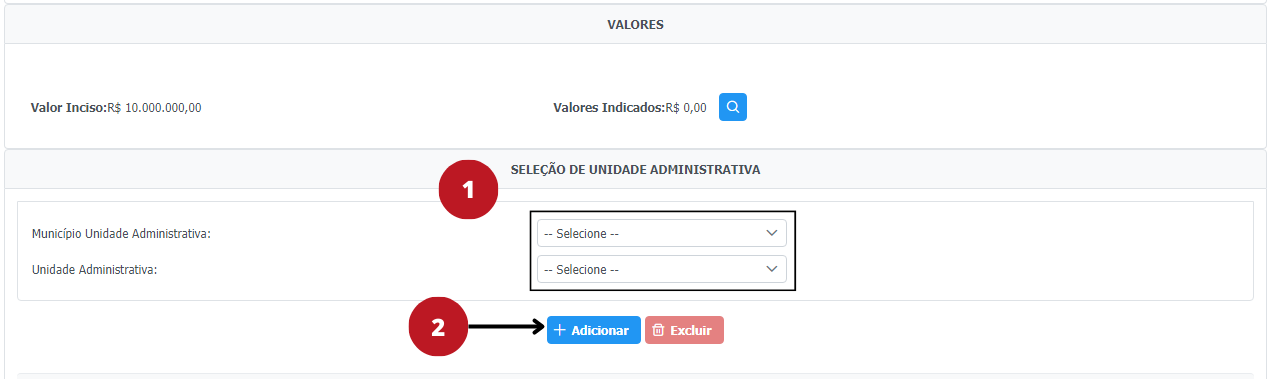 VALORES
Valor Inciso:R$ 10.000.000,00
Valores Indicados:R$ 0,00
SELEÇÃO DE UNIDADE ADMINISTRATIVA
1
Município Unidade Administrativa:
-- Selecione --
Unidade Administrativa:
-- Selecione --
2
Adicionar
Excluir